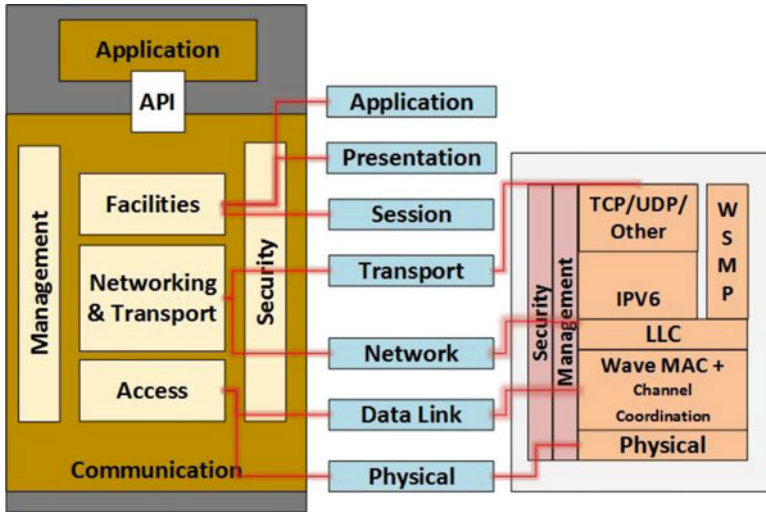 Application
API
Management
Facilities
Networking
& Transport
Access
Security
Communication
Application
Presentation
Session
Transport
Network
Data Link
Physical
Security
Management
TCP/UDP/
Other
IPV6
W
S
M
P
LLC
Wave MAC +
Channel
Coordination
Physical